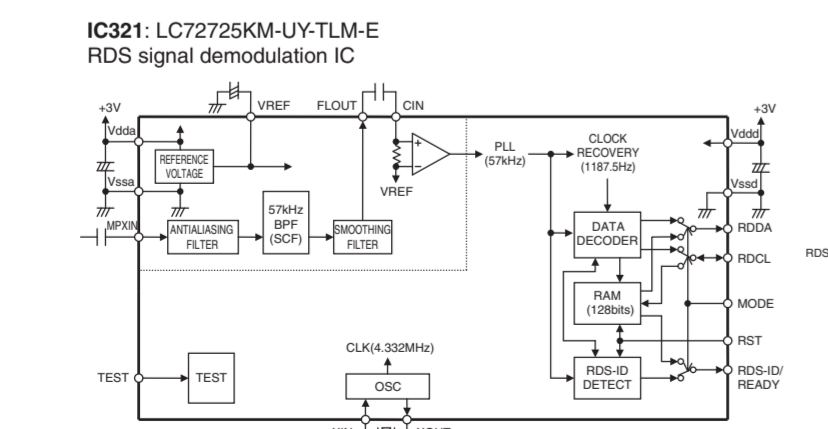 IC321: LC72725KM-UY-TLM-E
RDS signal demodulation IC
+3V
VREF
FLOUT
CIN
+3V
Vdda
REFERENCE
VOLTAGE
Vssa
+
−
VREF
PLL
(57kHz)
CLOCK
RECOVERY
(1187.5Hz)
Vddd
Vssd
MPXIN
ANTIALIASING
FILTER
57kHz
BPF
(SCF)
SMOOTHING
FILTER
DATA
DECODER
RDDA
RDCL
RDS
RAM
(128bits)
MODE
RST
CLK(4.332MHz)
OSC
TEST
TEST
RDS-ID
DETECT
RDS-ID/
READY